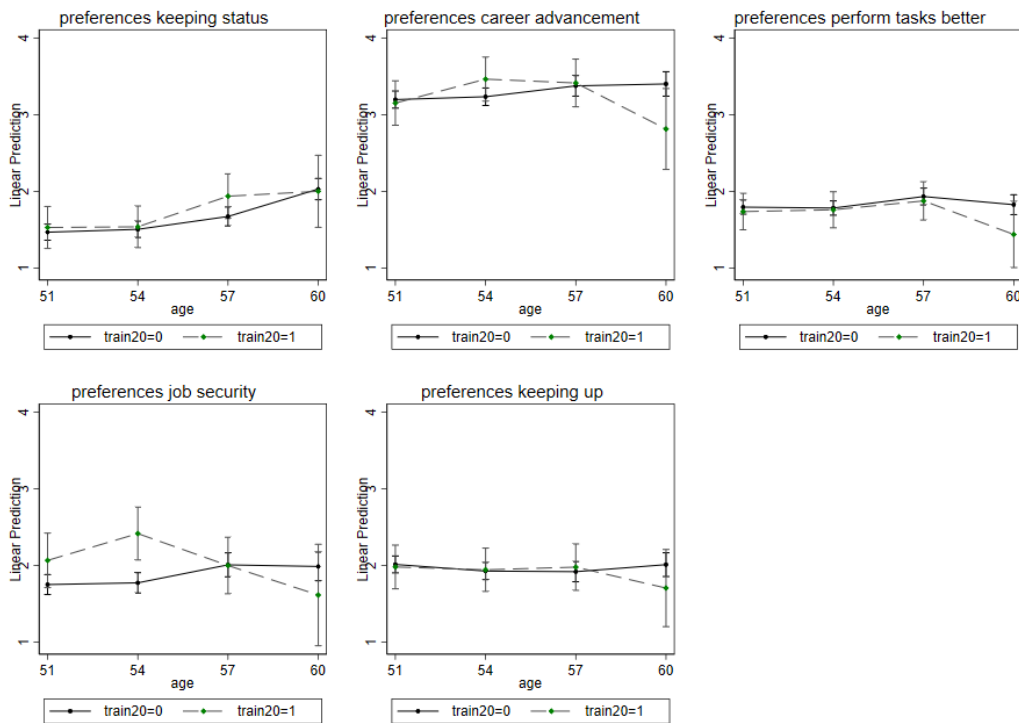 preferences keeping status
4
3
2
1
Linear Prediction
51 54 57 60
age
train20=0 train20=1
preferences career advancement
4
3
2
1
Linear Prediction
51 54 57 60
age
train20=0 train20=1
preferences perform tasks better
4
3
2
1
Linear Prediction
51 54 57 60
age
train20=0 train20=1
preferences job security
4
3
2
1
Linear Prediction
51 54 57 60
age
train20=0 train20=1
preferences keeping up
4
3
2
1
Linear Prediction
51 54 57 60
age
train20=0 train20=1